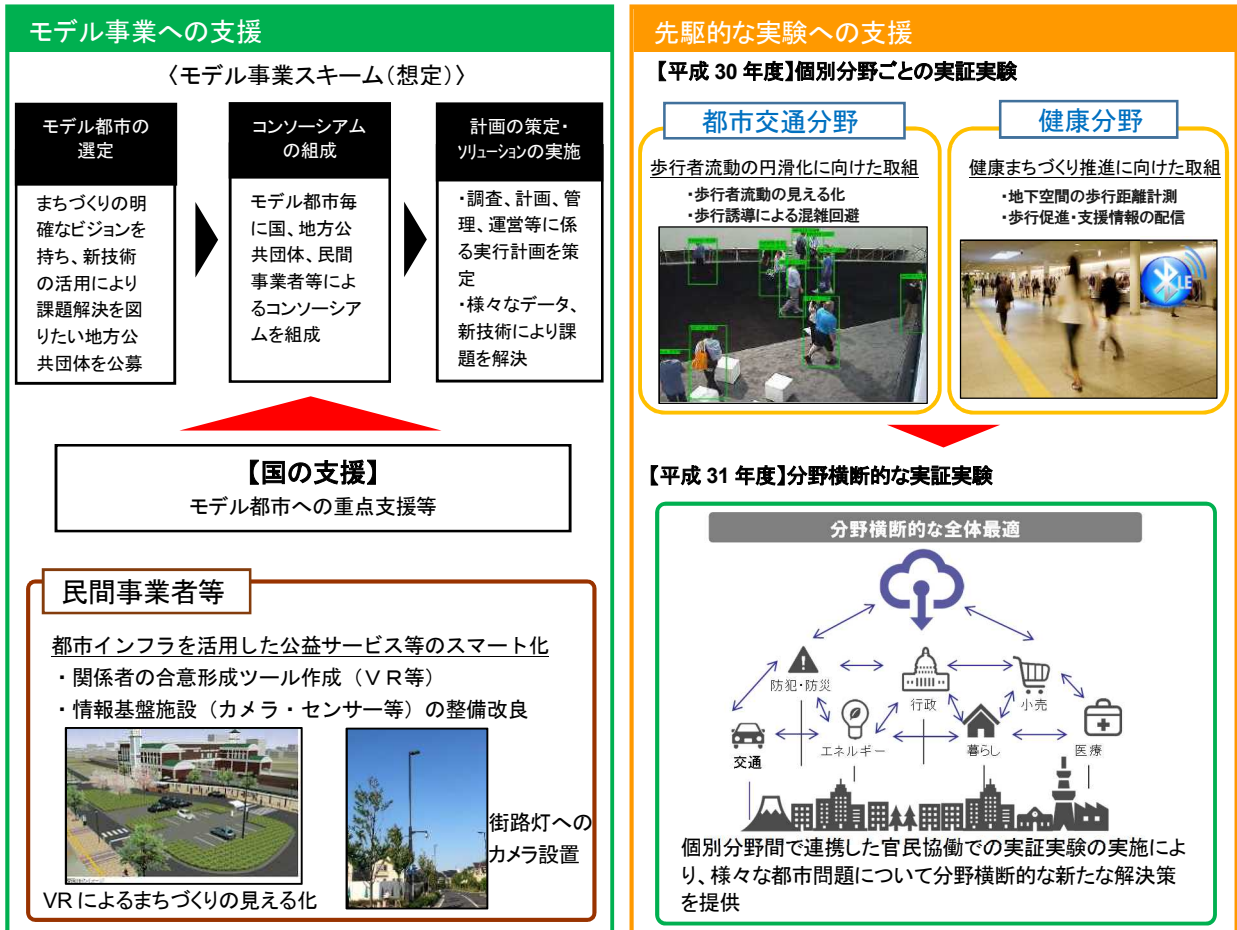 モデル事業への支援
〈モデル事業スキーム（想定）〉
モデル都市の
選定
まちづくりの明
確なビジョンを
持ち、新技術
の活用により
課題解決を図
りたい地方公
共団体を公募
コンソーシアム
の組成
モデル都市毎
に国、地方公
共団体、民間
事業者等によ
るコンソーシア
ムを組成
計画の策定・
ソリューションの実施
・調査、計画、管
理、運営等に係
る実行計画を策
定
・様々なデータ、
新技術により課
題を解決
【国の支援】
モデル都市への重点支援等
民間事業者等
都市インフラを活用した公益サービス等のスマート化
・関係者の合意形成ツール作成（ＶＲ等）
・情報基盤施設（カメラ・センサー等）の整備改良
VR によるまちづくりの見える化
街路灯への
カメラ設置
先駆的な実験への支援
【平成 30 年度】個別分野ごとの実証実験
都市交通分野
歩行者流動の円滑化に向けた取組
・歩行者流動の見える化
・歩行誘導による混雑回避
健康分野
健康まちづくり推進に向けた取組
・地下空間の歩行距離計測
・歩行促進・支援情報の配信
LE
【平成 31 年度】分野横断的な実証実験
分野横断的な全体最適
防犯・防災
行政
小売
交通
エネルギー
暮らし
医療
個別分野間で連携した官民協働での実証実験の実施によ
り、様々な都市問題について分野横断的な新たな解決策
を提供